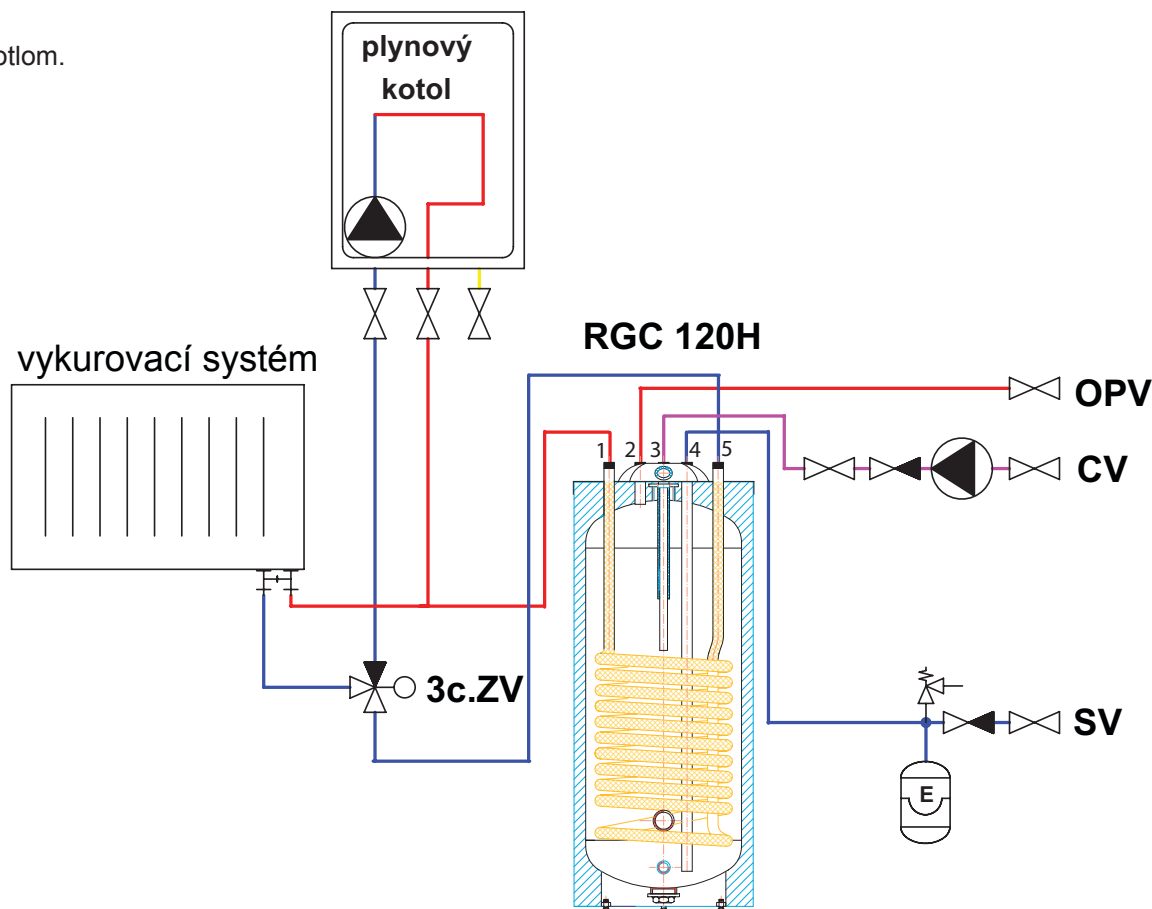 otlom.
plynový
kotol
RGC 120H
vykurovací systém
OPV
1 2 3 4 5
CV
3c.ZV
SV
E